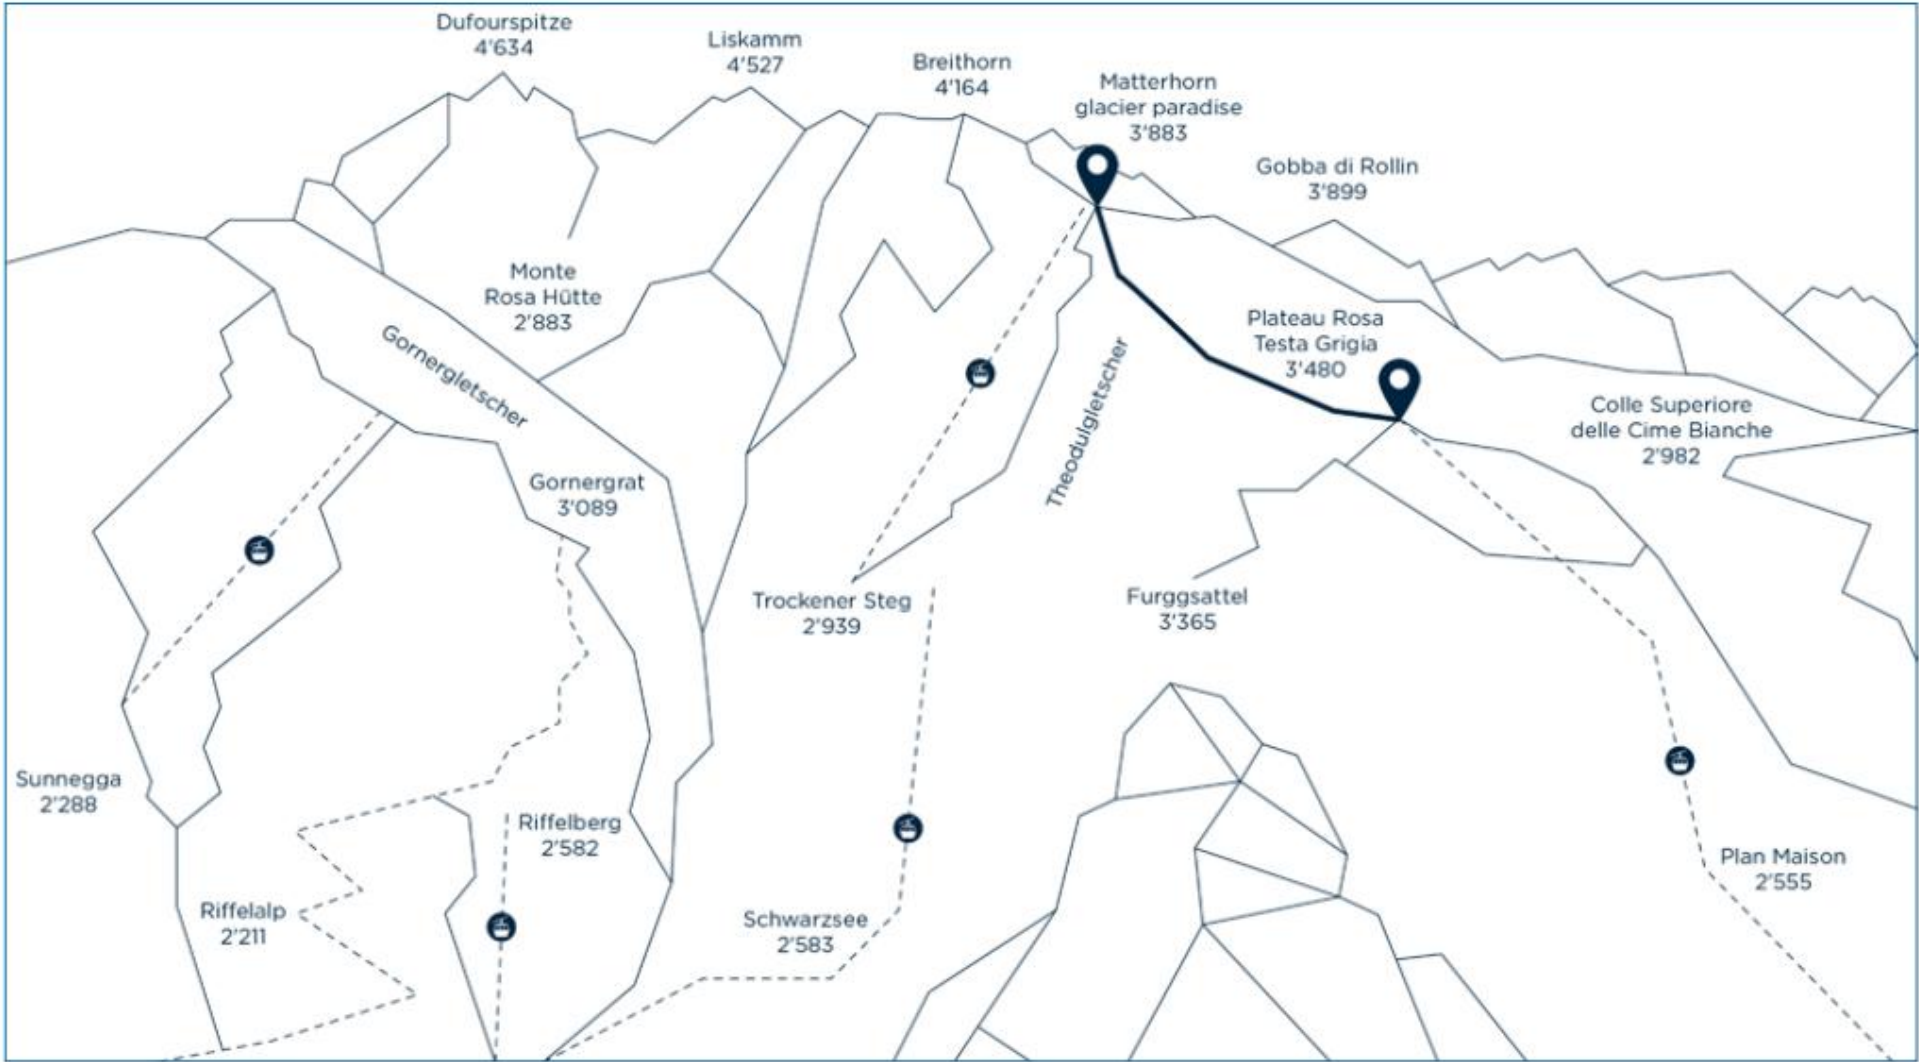 Dufourspitze
4'634
Liskamm
4'527
Breithorn
4'164
Matterhorn
glacier paradise
3'883
Gobba di Rollin
3'899
Monte
Rosa Hütte
2'883
Gornergletscher
Plateau Rosa
Testa Grigia
3'480
Theodulgletscher
Colle Superiore
delle Cime Bianche
2'982
Gornergrat
3'089
Trockener Steg
2'939
Furggsattel
3'365
Sunnegga
2'288
Riffelberg
2'582
Plan Maison
2'555
Riffelalp
2'211
Schwarzsee
2'583